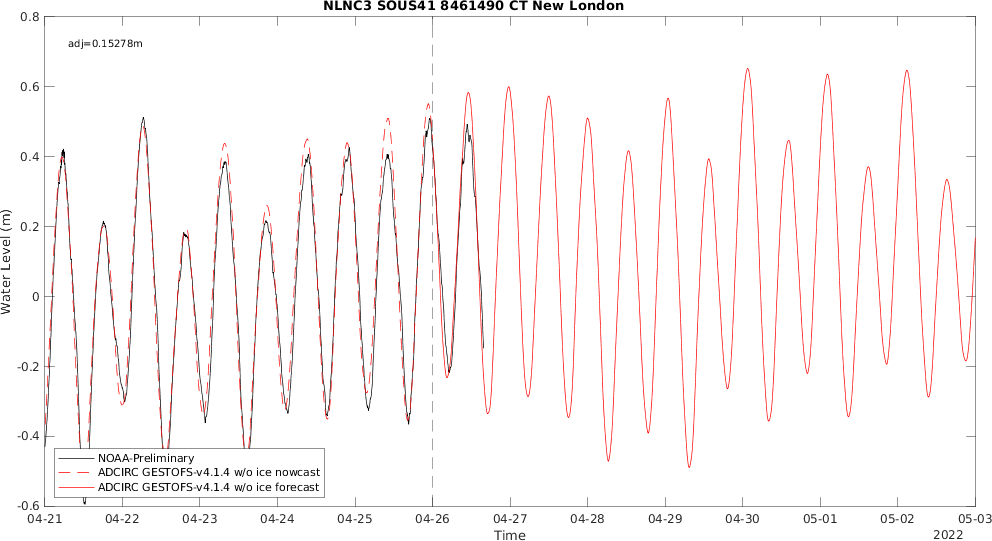 NLNC3 SOUS41 8461490 CT New London
adj=0.15278m
0.8
0.6
0.4
0.2
0
-0.2
-0.4
-0.6
Water Level (m)
NOAA-Preliminary
ADCIRC GESTOFS-v4.1.4 w/o ice nowcast
ADCIRC GESTOFS-v4.1.4 w/o ice forecast
04-21 04-22 04-23 04-24 04-25 04-26 04-27 04-28 04-29 04-30 05-01 05-02 05-03
Time
2022